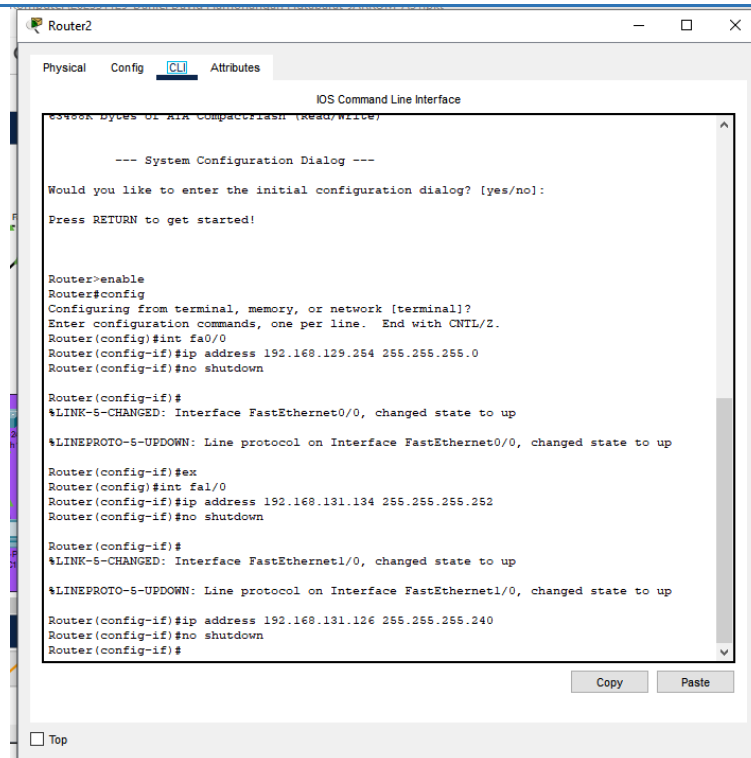 Router2
Physical Config CLI Attributes
IOS Command Line Interface
63488K bytes of ATA CompactFlash (Read/Write)
--- System Configuration Dialog ---
Would you like to enter the initial configuration dialog? [yes/no]:
Press RETURN to get started!
Router>enable
Router#config
Configuring from terminal, memory, or network [terminal]?
Enter configuration commands, one per line.  End with CNTL/Z.
Router(config)#int fa0/0
Router(config-if)#ip address 192.168.129.254 255.255.255.0
Router(config-if)#no shutdown
Router(config-if)#
%LINK-5-CHANGED: Interface FastEthernet0/0, changed state to up
%LINEPROTO-5-UPDOWN: Line protocol on Interface FastEthernet0/0, changed state to up
Router(config-if)#ex
Router(config)#int fa1/0
Router(config-if)#ip address 192.168.131.134 255.255.255.252
Router(config-if)#no shutdown
Router(config-if)#
%LINK-5-CHANGED: Interface FastEthernet1/0, changed state to up
%LINEPROTO-5-UPDOWN: Line protocol on Interface FastEthernet1/0, changed state to up
Router(config-if)#ip address 192.168.131.126 255.255.255.240
Router(config-if)#no shutdown
Router(config-if)#
Copy Paste
Top